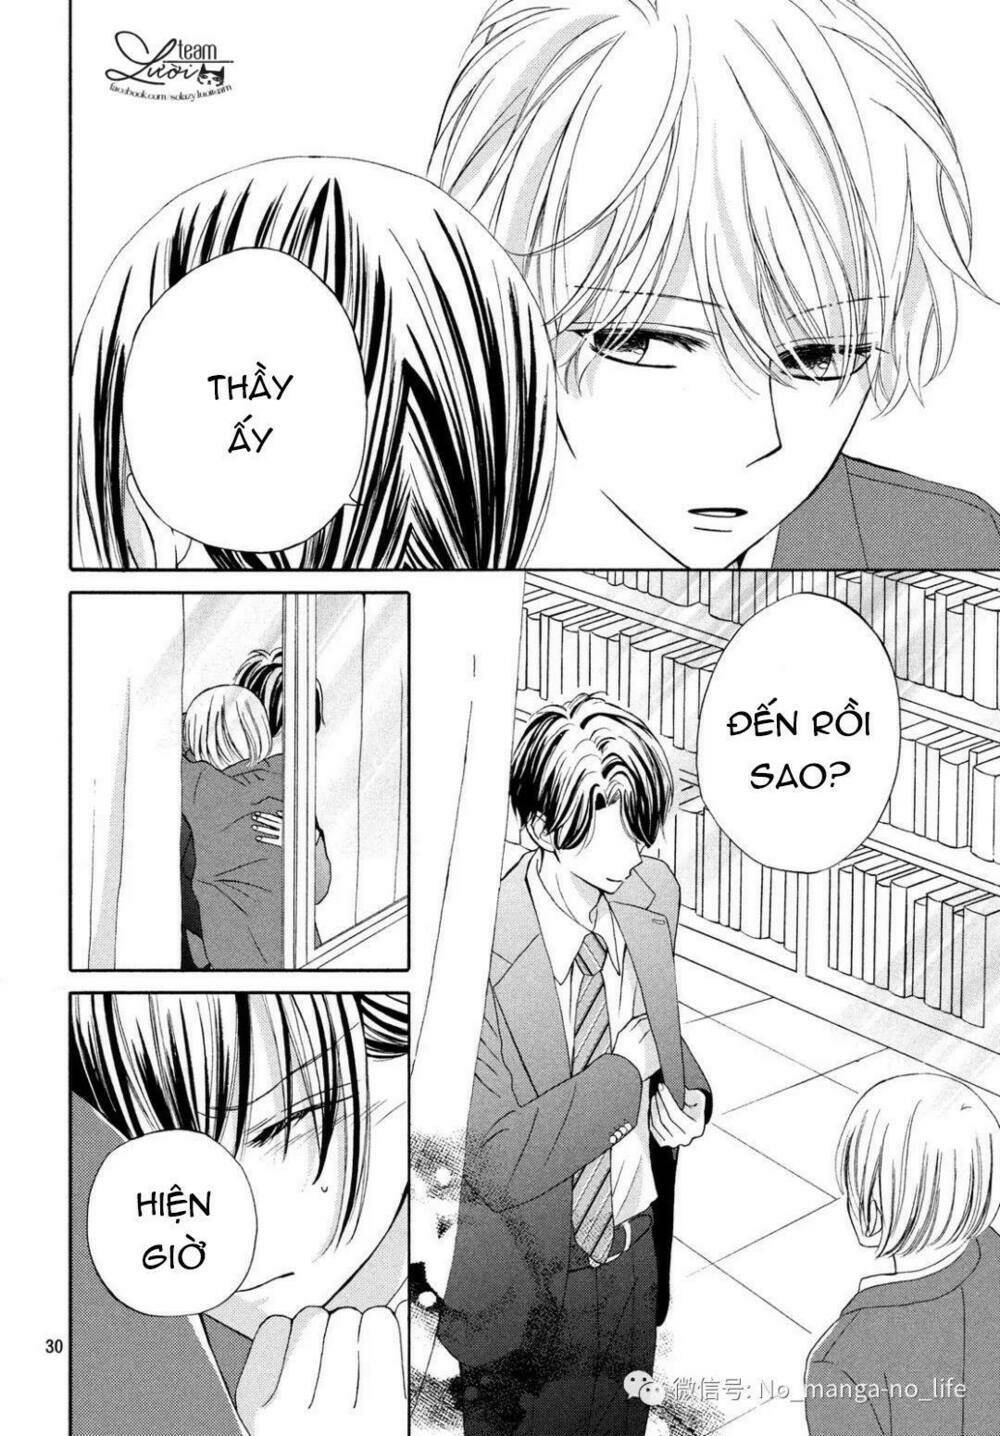 team
Lười
facebook.com/solazy.luoiteam
THẦY
ẤY
ĐẾN RỒI
SAO?
HIỆN
GIỜ
30
微信号: No_manga-no_life